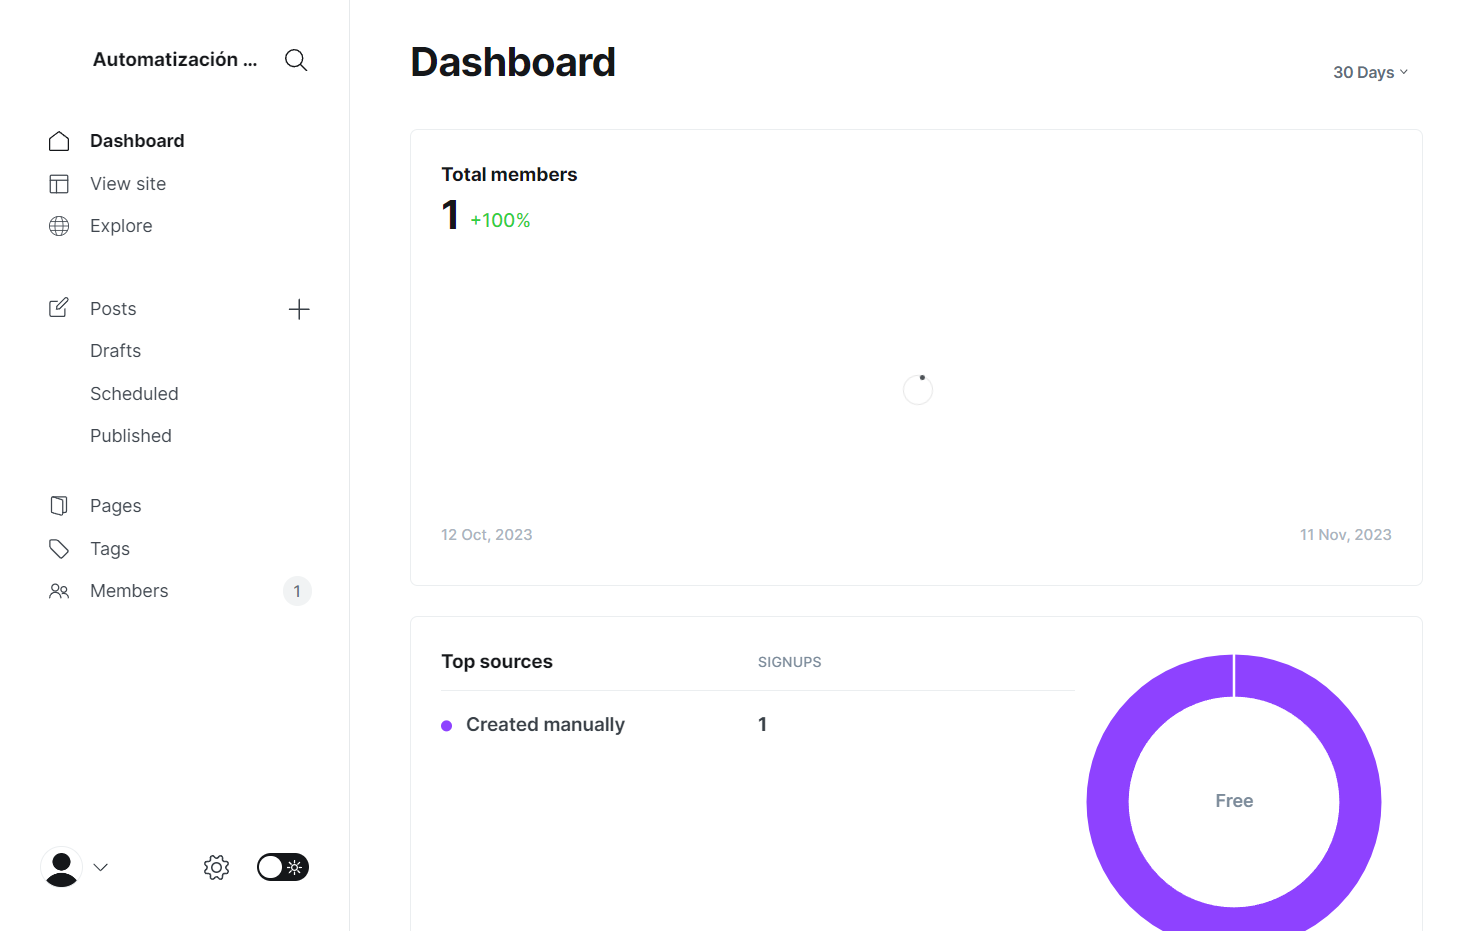 Automatización ...
Dashboard
View site
Explore
Posts
Drafts
Scheduled
Published
Pages
Tags
Members 1
Dashboard
30 Days
Total members
1 +100%
12 Oct, 2023 11 Nov, 2023
Top sources SIGNUPS
Created manually 1
Free